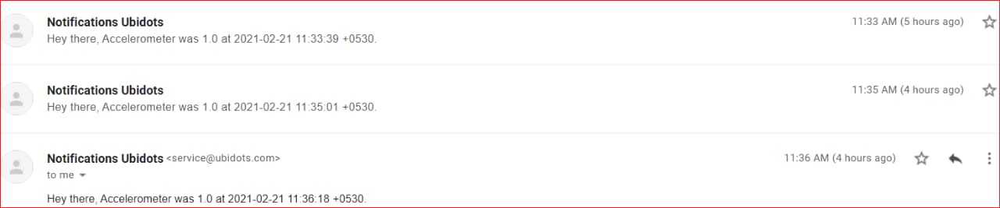 Notifications Ubidots 11:33 AM (5 hours ago)
Hey there, Accelerometer was 1.0 at 2021-02-21 11:33:39 +0530.
Notifications Ubidots 11:35 AM (4 hours ago)
Hey there, Accelerometer was 1.0 at 2021-02-21 11:35:01 +0530.
Notifications Ubidots <service@ubidots.com> 11:36 AM (4 hours ago)
to me
Hey there, Accelerometer was 1.0 at 2021-02-21 11:36:18 +0530.